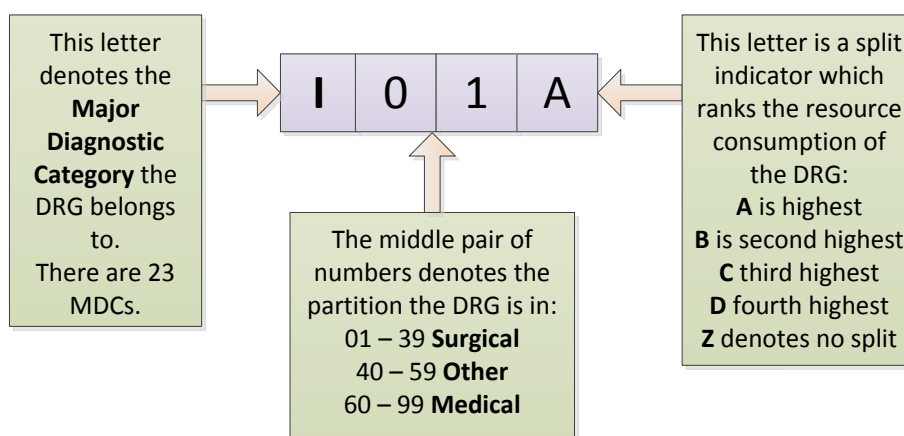 This letter
denotes the
Major
Diagnostic
Category the
DRG belongs
to.
There are 23
MDCs.
I 0 1 A
The middle pair of
numbers denotes the
partition the DRG is in:
01 – 39 Surgical
40 – 59 Other
60 – 99 Medical
This letter is a split
indicator which
ranks the resource
consumption of
the DRG:
A is highest
B is second highest
C third highest
D fourth highest
Z denotes no split